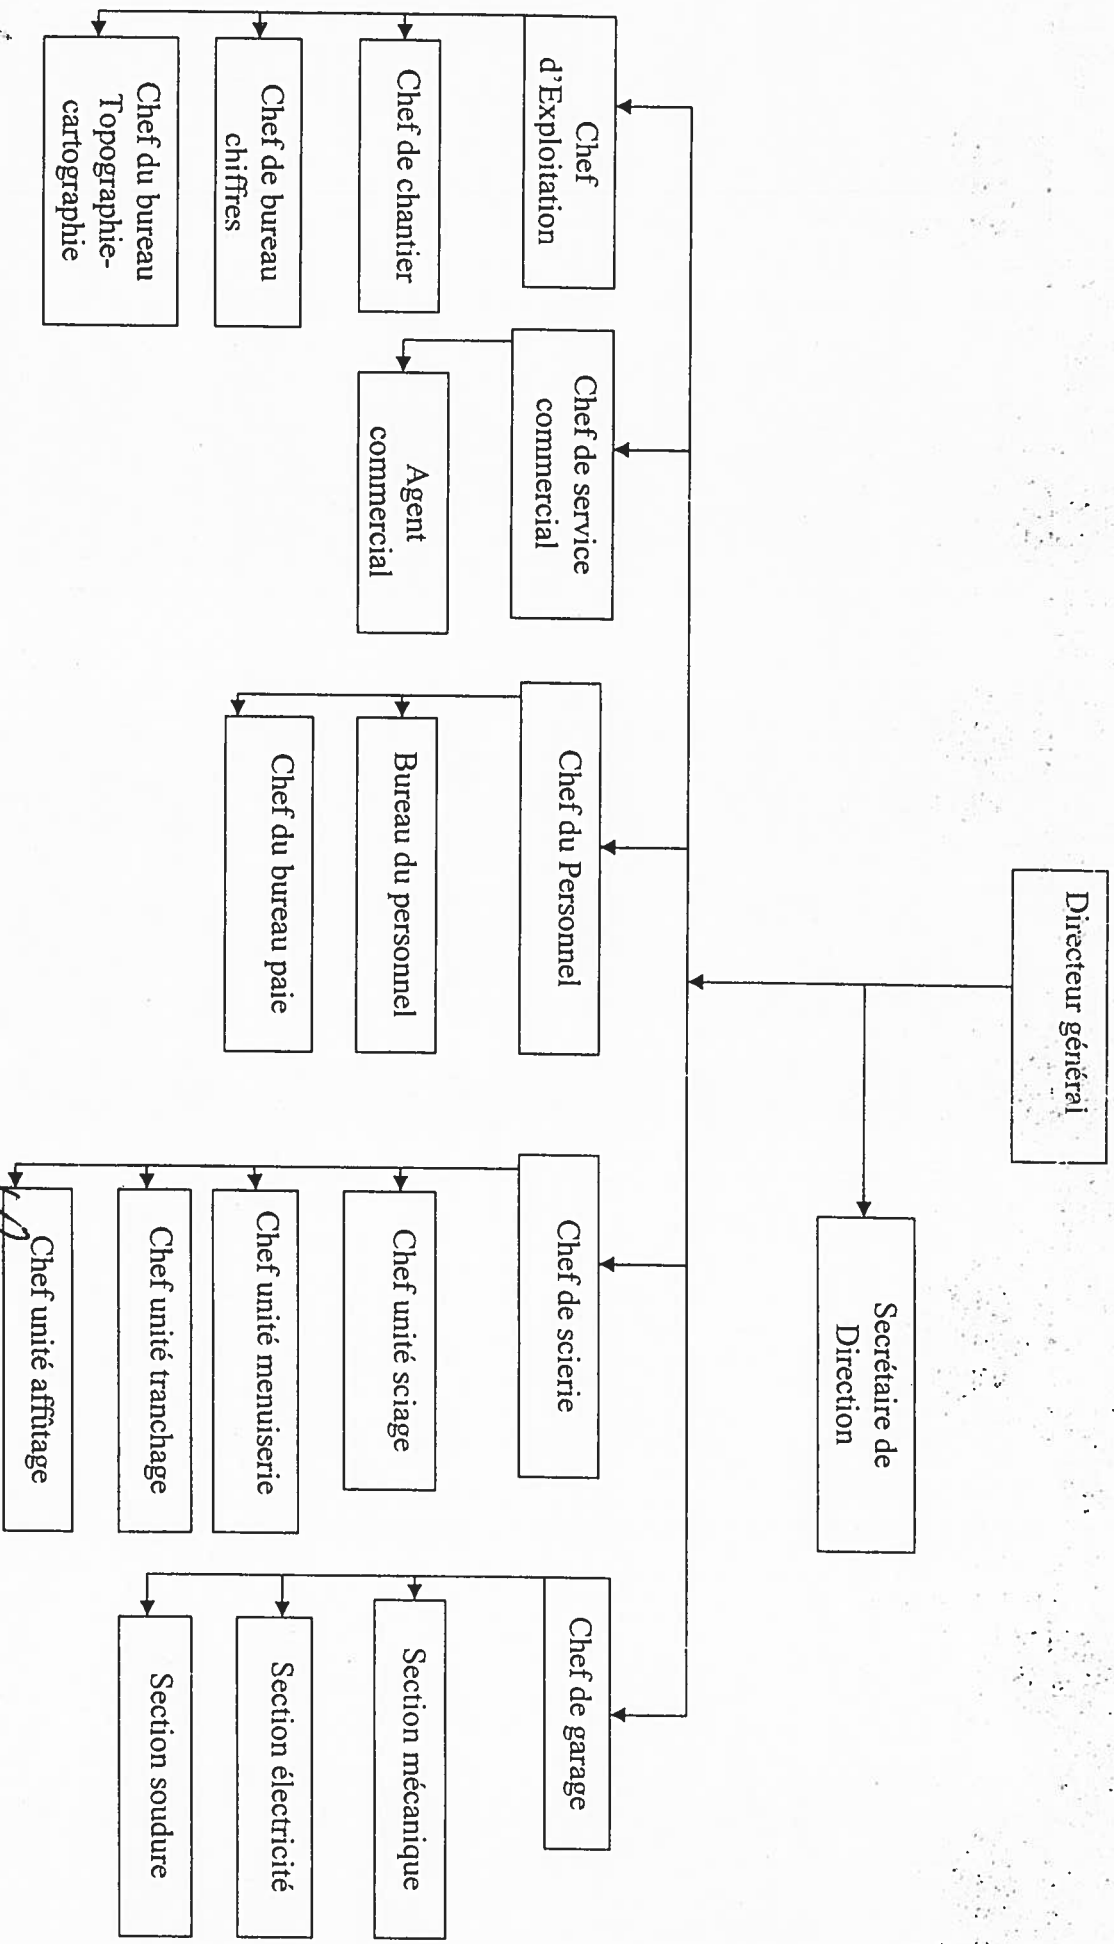 Directeur général
Secrétaire de
Direction
Chef
d'Exploitation
Chef de service
commercial
Chef du Personnel
Chef de scierie
Chef de garage
Chef de chantier
Chef de bureau
chiffres
Chef du bureau
Topographie-
cartographie
Agent
commercial
Bureau du personnel
Chef du bureau paie
Chef unité sciage
Chef unité menuiserie
Chef unité tranchage
Chef unité affûtage
Section mécanique
Section électricité
Section soudure